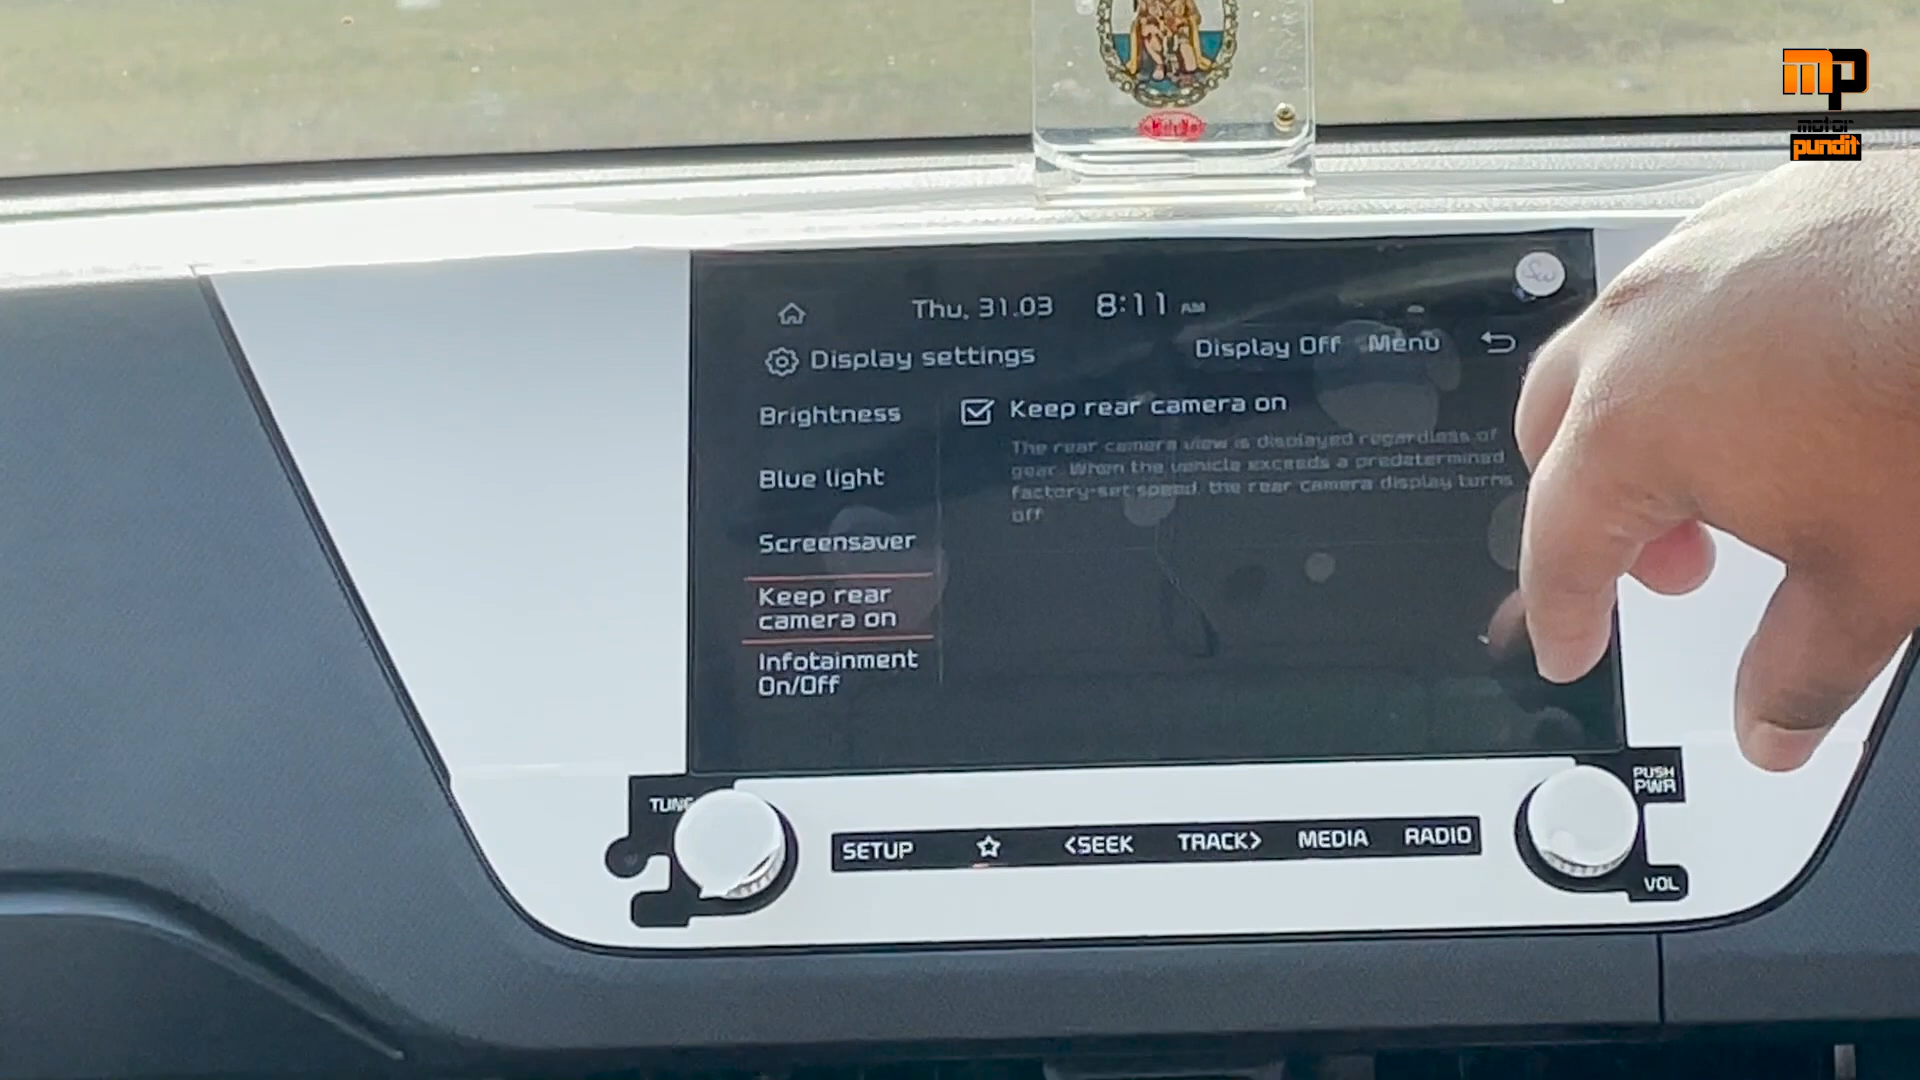 mp
motor
pundit
Thu, 31.03 8:11 AM
Display settings Display Off Menu
Brightness
Blue light
Screensaver
Keep rear
camera on
Infotainment
On/Off
Keep rear camera on
The rear camera view is displayed regardless of
gear. When the vehicle exceeds a predetermined
factory-set speed, the rear camera display turns
off
TUNE
SETUP <SEEK TRACK> MEDIA RADIO
PUSH
PWR
VOL